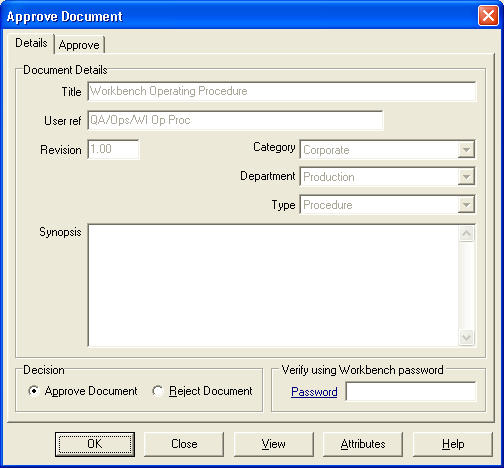 Approve Document
Details Approve
Document Details
Title Workbench Operating Procedure
User ref QA/Ops/WI Op Proc
Revision 1.00 Category Corporate
Department Production
Type Procedure
Synopsis
Decision Verify using Workbench password
Approve Document Reject Document Password
OK Close View Attributes Help